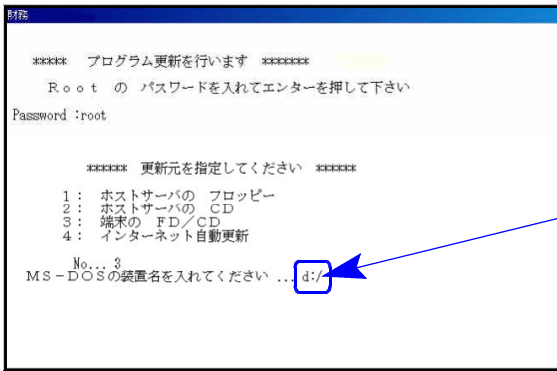 財務
***** プログラム更新を行います *******
Ｒｏｏｔ の パスワードを入れてエンターを押して下さい
Password :root
****** 更新元を指定してください ******
１： ホストサーバの フロッピー
２： ホストサーバの ＣＤ
３： 端末の ＦＤ／ＣＤ
４： インターネット自動更新
No... 3
ＭＳ－ＤＯＳの装置名を入れてください ... d:/